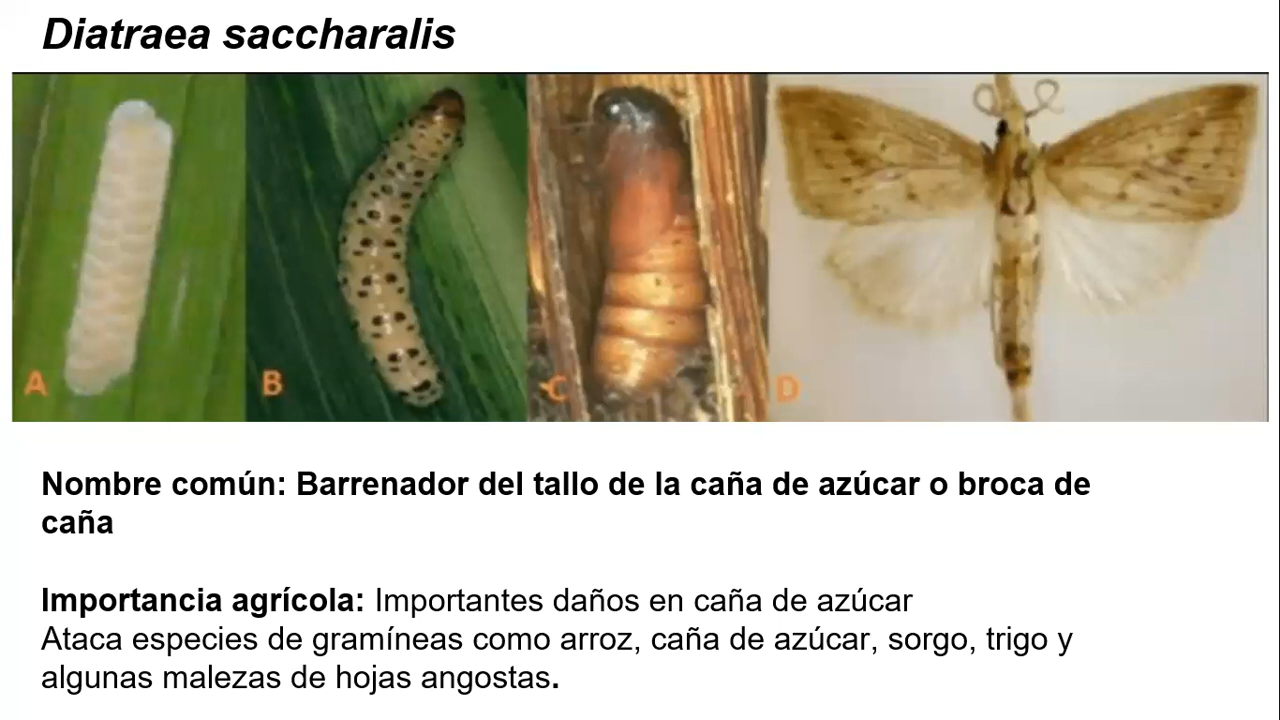 Diatraea saccharalis
A B C D
Nombre común: Barrenador del tallo de la caña de azúcar o broca de
caña
Importancia agrícola: Importantes daños en caña de azúcar
Ataca especies de gramíneas como arroz, caña de azúcar, sorgo, trigo y
algunas malezas de hojas angostas.